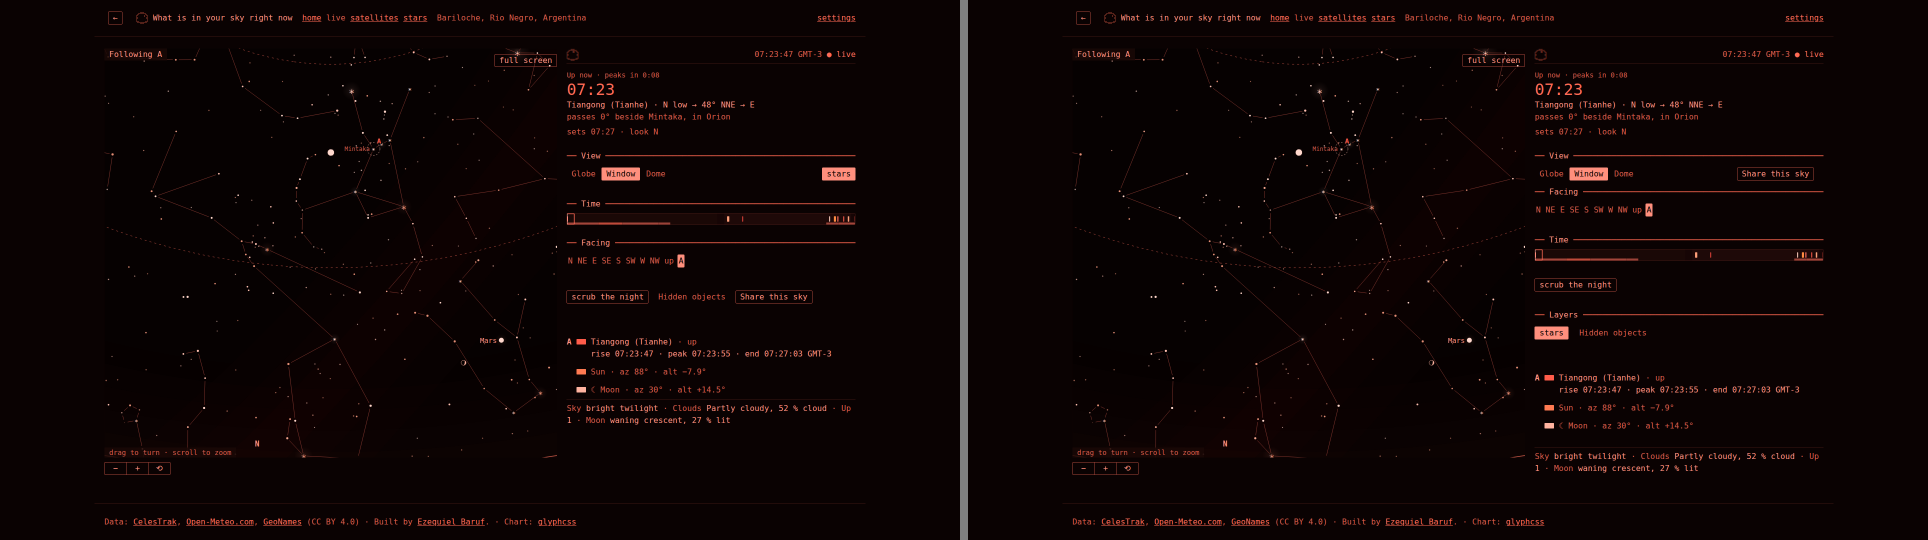 ← What is in your sky right now home live satellites stars Bariloche, Rio Negro, Argentina settings
Following A
full screen
07:23:47 GMT-3 ● live
Up now · peaks in 0:08
07:23
Tiangong (Tianhe) · N low → 48° NNE → E
passes 0° beside Mintaka, in Orion
sets 07:27 · look N
A
Mintaka
View
Globe Window Dome stars
Time
Facing
N NE E SE S SW W NW up A
scrub the night Hidden objects Share this sky
Mars
A Tiangong (Tianhe) · up
rise 07:23:47 · peak 07:23:55 · end 07:27:03 GMT-3
Sun · az 88° · alt −7.9°
☾ Moon · az 30° · alt +14.5°
Sky bright twilight · Clouds Partly cloudy, 52 % cloud · Up
1 · Moon waning crescent, 27 % lit
N
drag to turn · scroll to zoom
− + ⟲
Data: CelesTrak, Open-Meteo.com, GeoNames (CC BY 4.0) · Built by Ezequiel Baruf. · Chart: glyphcss
← What is in your sky right now home live satellites stars Bariloche, Rio Negro, Argentina settings
Following A
full screen
07:23:47 GMT-3 ● live
Up now · peaks in 0:08
07:23
Tiangong (Tianhe) · N low → 48° NNE → E
passes 0° beside Mintaka, in Orion
sets 07:27 · look N
A
Mintaka
View
Globe Window Dome Share this sky
Facing
N NE E SE S SW W NW up A
Time
scrub the night
Layers
stars Hidden objects
Mars
A Tiangong (Tianhe) · up
rise 07:23:47 · peak 07:23:55 · end 07:27:03 GMT-3
Sun · az 88° · alt −7.9°
☾ Moon · az 30° · alt +14.5°
Sky bright twilight · Clouds Partly cloudy, 52 % cloud · Up
1 · Moon waning crescent, 27 % lit
N
drag to turn · scroll to zoom
− + ⟲
Data: CelesTrak, Open-Meteo.com, GeoNames (CC BY 4.0) · Built by Ezequiel Baruf. · Chart: glyphcss